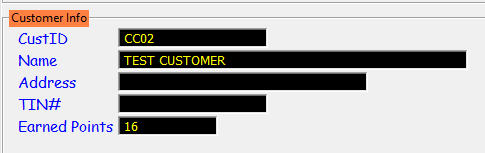 Customer Info
CustID CC02
Name TEST CUSTOMER
Address
TIN#
Earned Points 16